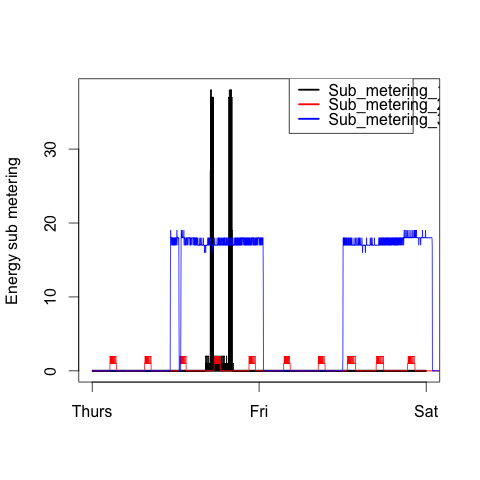 Sub_metering_1
Sub_metering_2
Sub_metering_3
Energy sub metering
30
20
10
0
Thurs
Fri
Sat